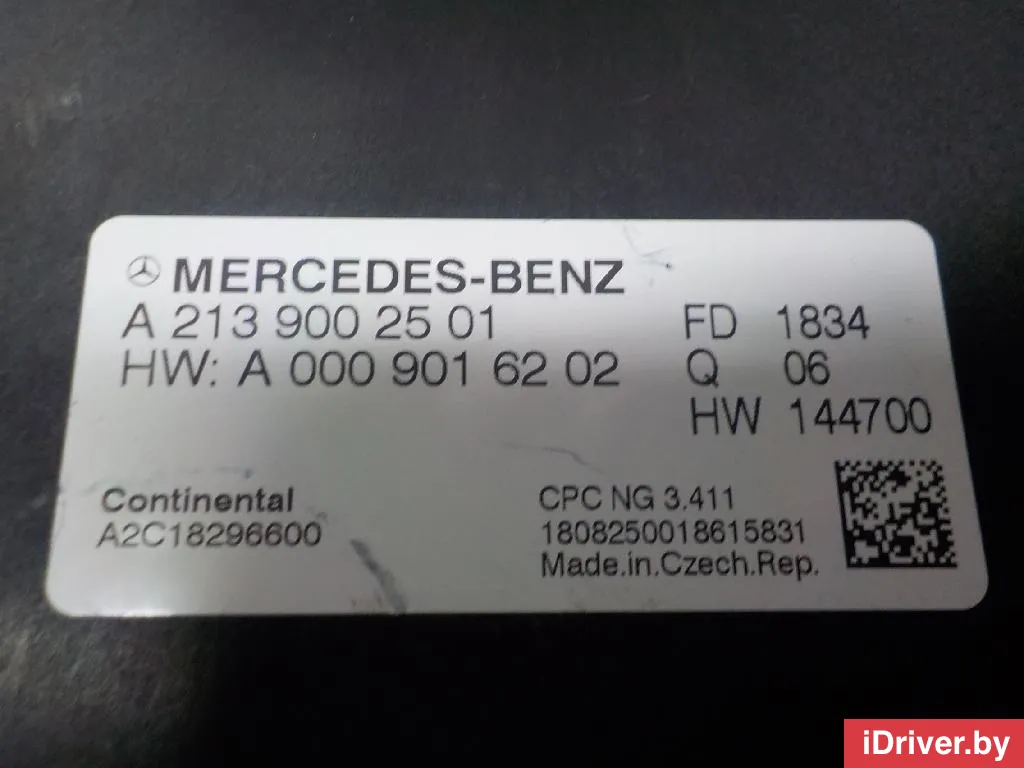 MERCEDES-BENZ
A 213 900 25 01 FD 1834
HW: A 000 901 62 02 Q 06
HW 144700
Continental CPC NG 3.411
A2C18296600 1808250018615831
Made.in.Czech.Rep.
iDriver.by